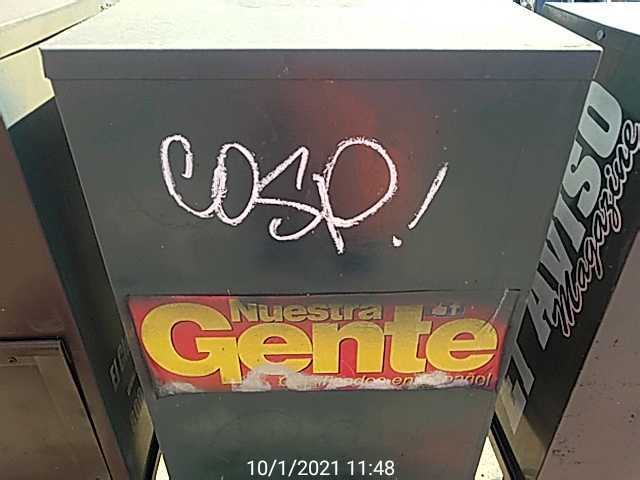 COSP!
Nuestra
Gente
EL AVISO
Magazine
10/1/2021 11:48